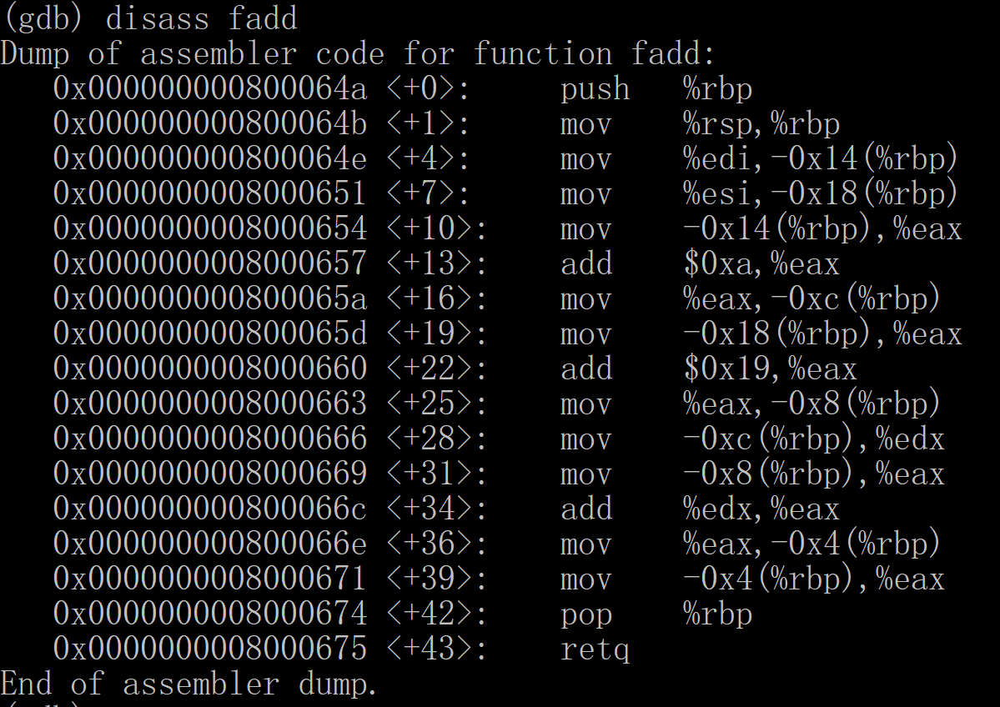 (gdb) disass fadd
Dump of assembler code for function fadd:
   0x000000000800064a <+0>:     push   %rbp
   0x000000000800064b <+1>:     mov    %rsp,%rbp
   0x000000000800064e <+4>:     mov    %edi,-0x14(%rbp)
   0x0000000008000651 <+7>:     mov    %esi,-0x18(%rbp)
   0x0000000008000654 <+10>:    mov    -0x14(%rbp),%eax
   0x0000000008000657 <+13>:    add    $0xa,%eax
   0x000000000800065a <+16>:    mov    %eax,-0xc(%rbp)
   0x000000000800065d <+19>:    mov    -0x18(%rbp),%eax
   0x0000000008000660 <+22>:    add    $0x19,%eax
   0x0000000008000663 <+25>:    mov    %eax,-0x8(%rbp)
   0x0000000008000666 <+28>:    mov    -0xc(%rbp),%edx
   0x0000000008000669 <+31>:    mov    -0x8(%rbp),%eax
   0x000000000800066c <+34>:    add    %edx,%eax
   0x000000000800066e <+36>:    mov    %eax,-0x4(%rbp)
   0x0000000008000671 <+39>:    mov    -0x4(%rbp),%eax
   0x0000000008000674 <+42>:    pop    %rbp
   0x0000000008000675 <+43>:    retq
End of assembler dump.